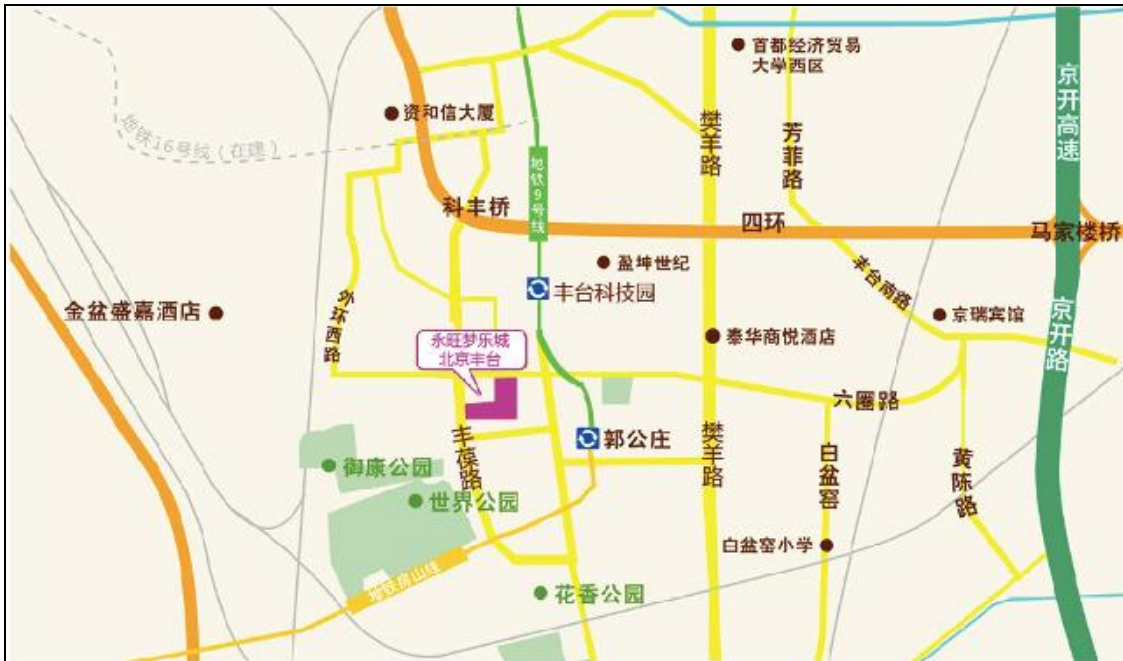 首都经济贸易
大学西区
京开高速
资和信大厦
樊羊路
芳菲路
地铁16号线（在建）
地铁9号线
科丰桥
四环
马家楼桥
盈坤世纪
丰台南路
丰台科技园
金盆盛嘉酒店
外环西路
京瑞宾馆
京开路
泰华商悦酒店
永旺梦乐城
北京丰台
六圈路
郭公庄
丰葆路
樊羊路
白盆窑
黄陈路
御康公园
世界公园
白盆窑小学
地铁房山线
花香公园